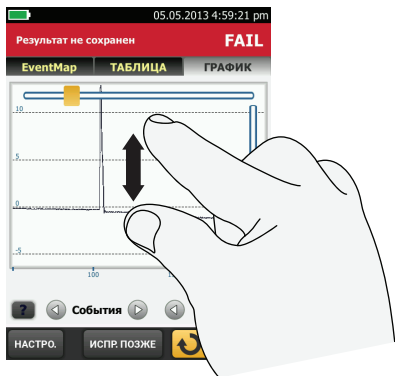 05.05.2013 4:59:21 pm
Результат не сохранен FAIL
EventMap ТАБЛИЦА ГРАФИК
10
5
0
-5
100
? События
НАСТРО. ИСПР. ПОЗЖЕ